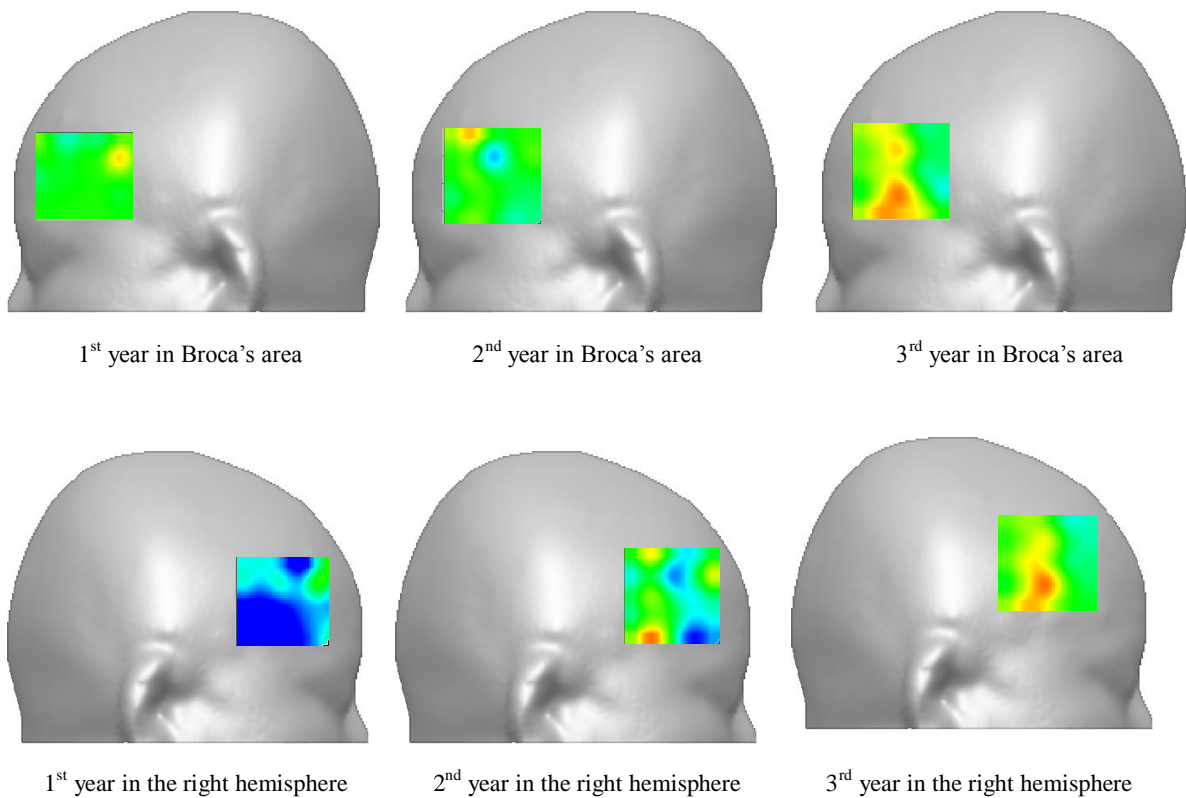 1st year in Broca’s area
2nd year in Broca’s area
3rd year in Broca’s area
1st year in the right hemisphere
2nd year in the right hemisphere
3rd year in the right hemisphere